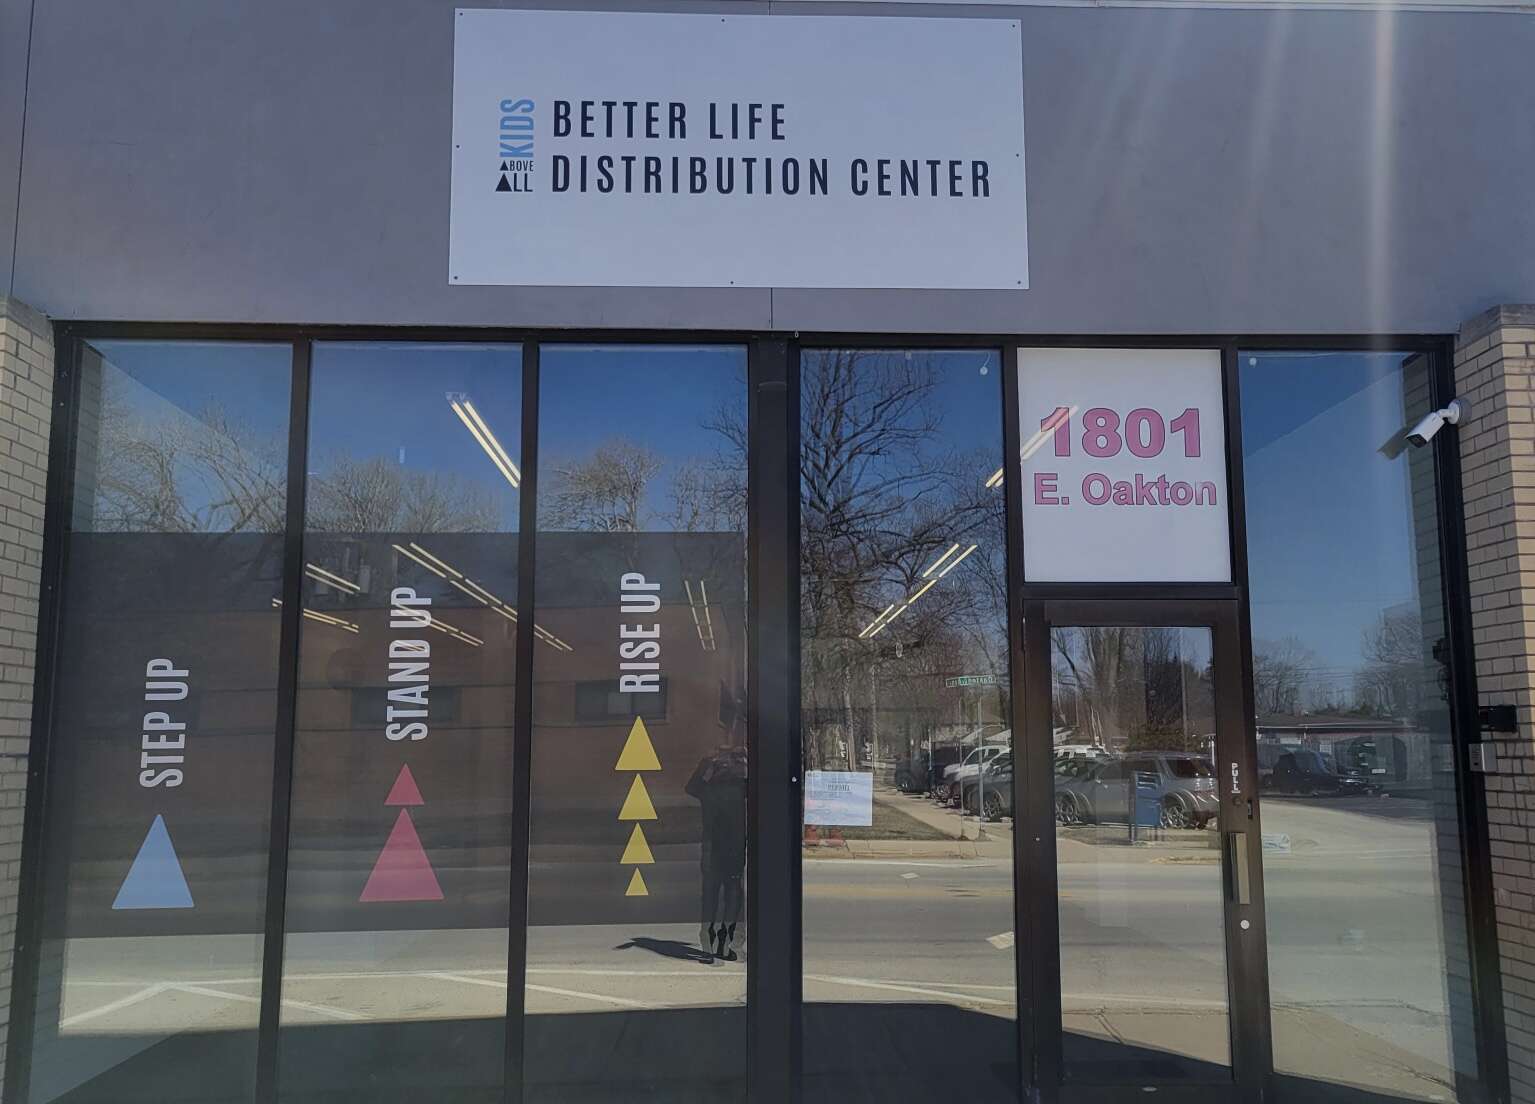 KIDS
ABOVE
ALL
BETTER LIFE
DISTRIBUTION CENTER
1801
E. Oakton
STEP UP
STAND UP
RISE UP
PULL